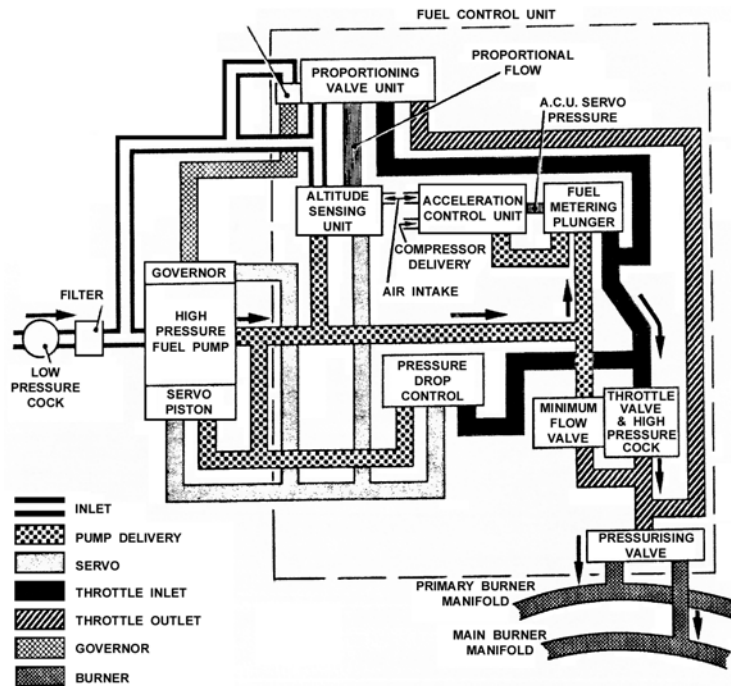 FUEL CONTROL UNIT
PROPORTIONAL
FLOW
PROPORTIONING
VALVE UNIT
A.C.U. SERVO
PRESSURE
ALTITUDE
SENSING
UNIT
ACCELERATION
CONTROL UNIT
FUEL
METERING
PLUNGER
COMPRESSOR
DELIVERY
AIR INTAKE
GOVERNOR
FILTER
HIGH
PRESSURE
FUEL PUMP
LOW
PRESSURE
COCK
SERVO
PISTON
PRESSURE
DROP
CONTROL
MINIMUM
FLOW
VALVE
THROTTLE
VALVE
& HIGH
PRESSURE
COCK
INLET
PUMP DELIVERY
SERVO
THROTTLE INLET
THROTTLE OUTLET
GOVERNOR
BURNER
PRESSURISING
VALVE
PRIMARY BURNER
MANIFOLD
MAIN BURNER
MANIFOLD